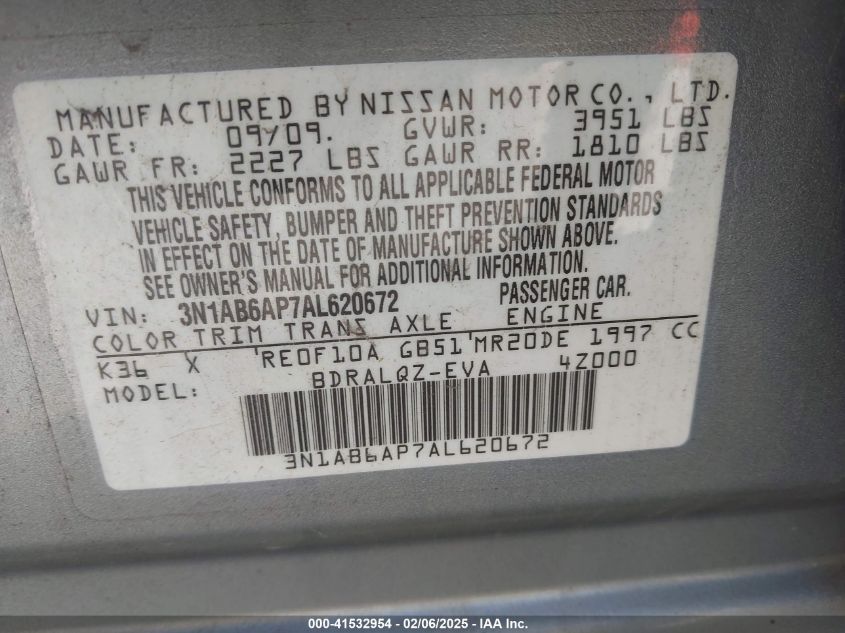 MANUFACTURED BY NISSAN MOTOR CO., LTD.
DATE: 09/09. GVWR: 3951 LBS
GAWR FR: 2227 LBS GAWR RR: 1810 LBS
THIS VEHICLE CONFORMS TO ALL APPLICABLE FEDERAL MOTOR
VEHICLE SAFETY, BUMPER AND THEFT PREVENTION STANDARDS
IN EFFECT ON THE DATE OF MANUFACTURE SHOWN ABOVE.
SEE OWNER'S MANUAL FOR ADDITIONAL INFORMATION.
VIN: 3N1AB6AP7AL620672 PASSENGER CAR.
COLOR TRIM TRANS AXLE ENGINE
K36 X RE0F10A GB51 MR20DE 1997 CC
MODEL: BDRALQZ-EVA 4Z000
3N1AB6AP7AL620672
000-41532954 - 02/06/2025 - IAA Inc.